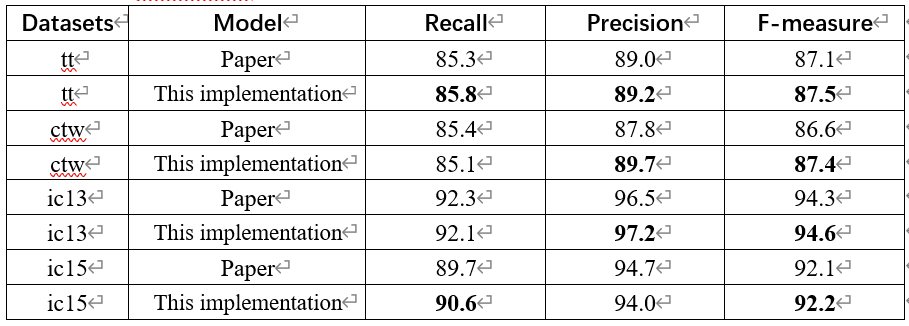 Datasets Model Recall Precision F-measure
tt Paper 85.3 89.0 87.1
tt This implementation 85.8 89.2 87.5
ctw Paper 85.4 87.8 86.6
ctw This implementation 85.1 89.7 87.4
ic13 Paper 92.3 96.5 94.3
ic13 This implementation 92.1 97.2 94.6
ic15 Paper 89.7 94.7 92.1
ic15 This implementation 90.6 94.0 92.2